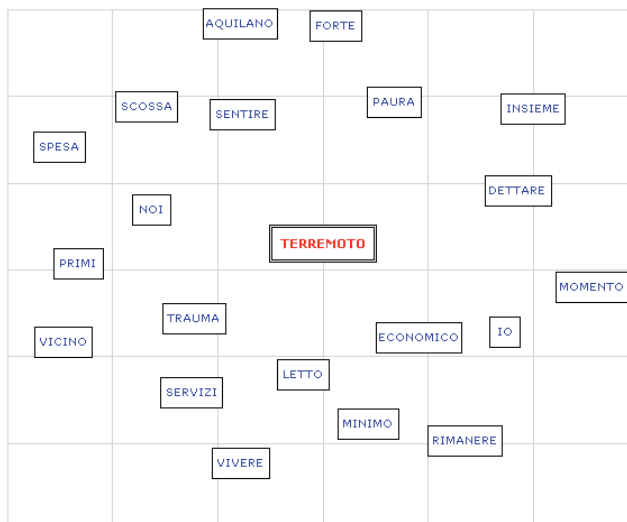 AQUILANO
FORTE
SCOSSA
SENTIRE
PAURA
INSIEME
SPESA
DETTARE
NOI
TERREMOTO
PRIMI
MOMENTO
TRAUMA
ECONOMICO
IO
VICINO
LETTO
SERVIZI
MINIMO
RIMANERE
VIVERE